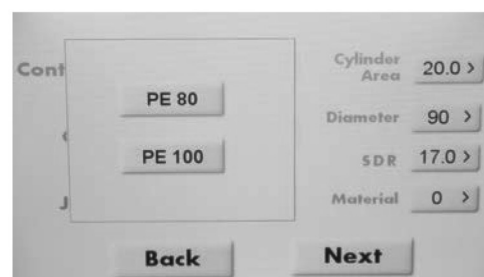 Cont
Cylinder
Area
20.0 >
PE 80
Diameter
90 >
PE 100
SDR
17.0 >
J
Material
0 >
Back
Next